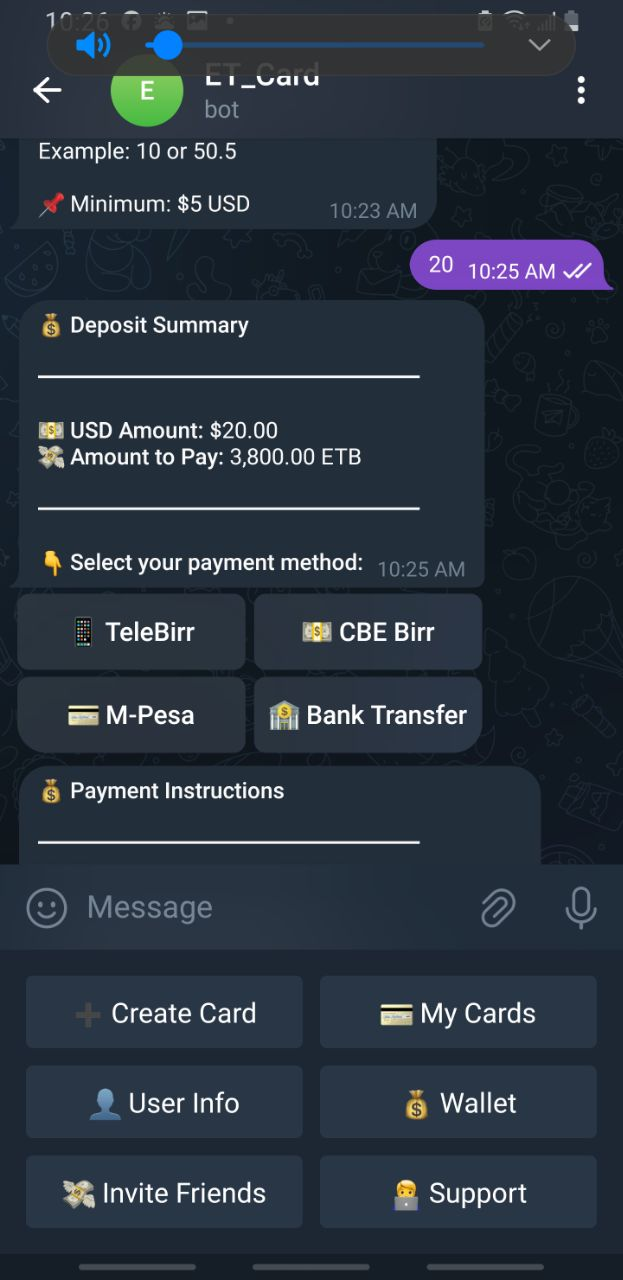 10:26
E
ET_Card
bot
Example: 10 or 50.5
📌 Minimum: $5 USD
10:23 AM
20
10:25 AM
💰 Deposit Summary
💵 USD Amount: $20.00
💸 Amount to Pay: 3,800.00 ETB
👇 Select your payment method:
10:25 AM
📱 TeleBirr
💵 CBE Birr
💳 M-Pesa
🏦 Bank Transfer
💰 Payment Instructions
Message
➕ Create Card
💳 My Cards
👤 User Info
💰 Wallet
💸 Invite Friends
🧑‍💻 Support